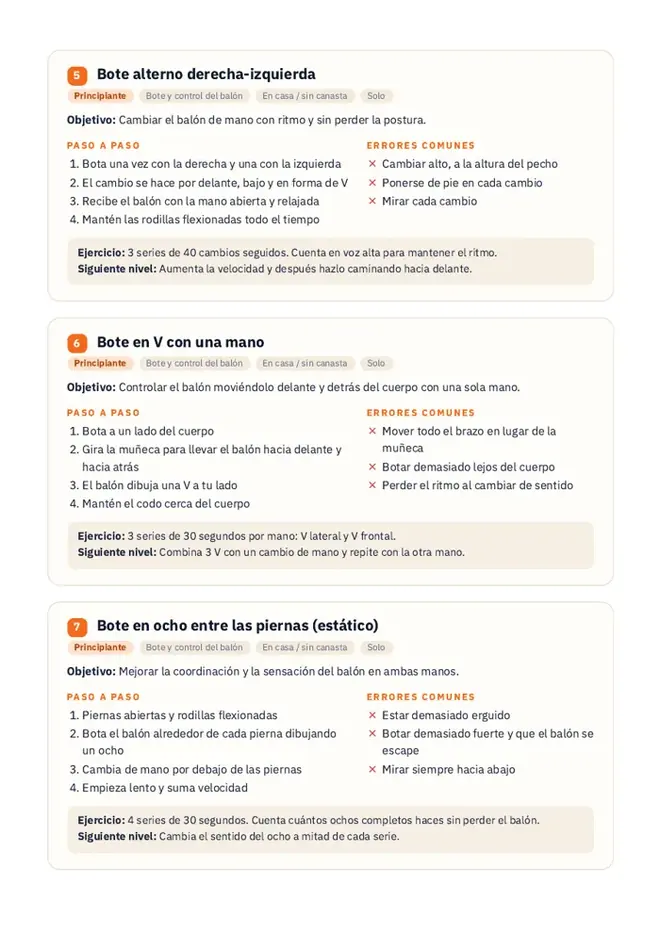 5 Bote alterno derecha-izquierda
Principiante Bote y control del balón En casa / sin canasta Solo
Objetivo: Cambiar el balón de mano con ritmo y sin perder la postura.
PASO A PASO
1. Bota una vez con la derecha y una con la izquierda
2. El cambio se hace por delante, bajo y en forma de V
3. Recibe el balón con la mano abierta y relajada
4. Mantén las rodillas flexionadas todo el tiempo
ERRORES COMUNES
✕ Cambiar alto, a la altura del pecho
✕ Ponerse de pie en cada cambio
✕ Mirar cada cambio
Ejercicio: 3 series de 40 cambios seguidos. Cuenta en voz alta para mantener el ritmo.
Siguiente nivel: Aumenta la velocidad y después hazlo caminando hacia delante.
6 Bote en V con una mano
Principiante Bote y control del balón En casa / sin canasta Solo
Objetivo: Controlar el balón moviéndolo delante y detrás del cuerpo con una sola mano.
PASO A PASO
1. Bota a un lado del cuerpo
2. Gira la muñeca para llevar el balón hacia delante y
hacia atrás
3. El balón dibuja una V a tu lado
4. Mantén el codo cerca del cuerpo
ERRORES COMUNES
✕ Mover todo el brazo en lugar de la
muñeca
✕ Botar demasiado lejos del cuerpo
✕ Perder el ritmo al cambiar de sentido
Ejercicio: 3 series de 30 segundos por mano: V lateral y V frontal.
Siguiente nivel: Combina 3 V con un cambio de mano y repite con la otra mano.
7 Bote en ocho entre las piernas (estático)
Principiante Bote y control del balón En casa / sin canasta Solo
Objetivo: Mejorar la coordinación y la sensación del balón en ambas manos.
PASO A PASO
1. Piernas abiertas y rodillas flexionadas
2. Bota el balón alrededor de cada pierna dibujando
un ocho
3. Cambia de mano por debajo de las piernas
4. Empieza lento y suma velocidad
ERRORES COMUNES
✕ Estar demasiado erguido
✕ Botar demasiado fuerte y que el balón se
escape
✕ Mirar siempre hacia abajo
Ejercicio: 4 series de 30 segundos. Cuenta cuántos ochos completos haces sin perder el balón.
Siguiente nivel: Cambia el sentido del ocho a mitad de cada serie.